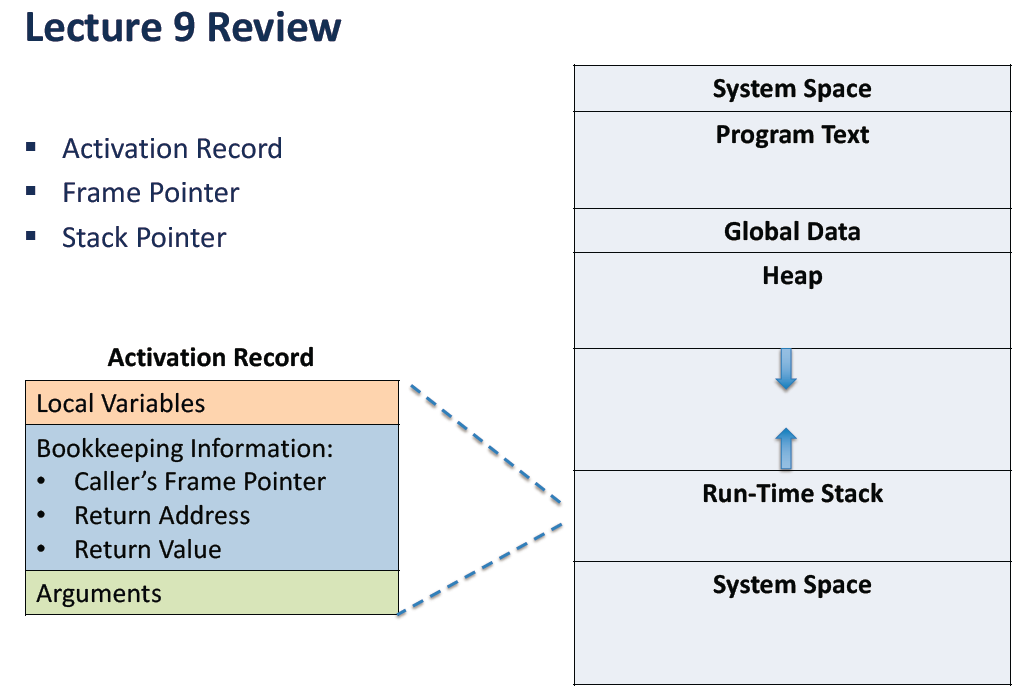 Lecture 9 Review
▪ Activation Record
▪ Frame Pointer
▪ Stack Pointer
Activation Record
Local Variables
Bookkeeping Information:
• Caller’s Frame Pointer
• Return Address
• Return Value
Arguments
System Space
Program Text
Global Data
Heap
Run-Time Stack
System Space